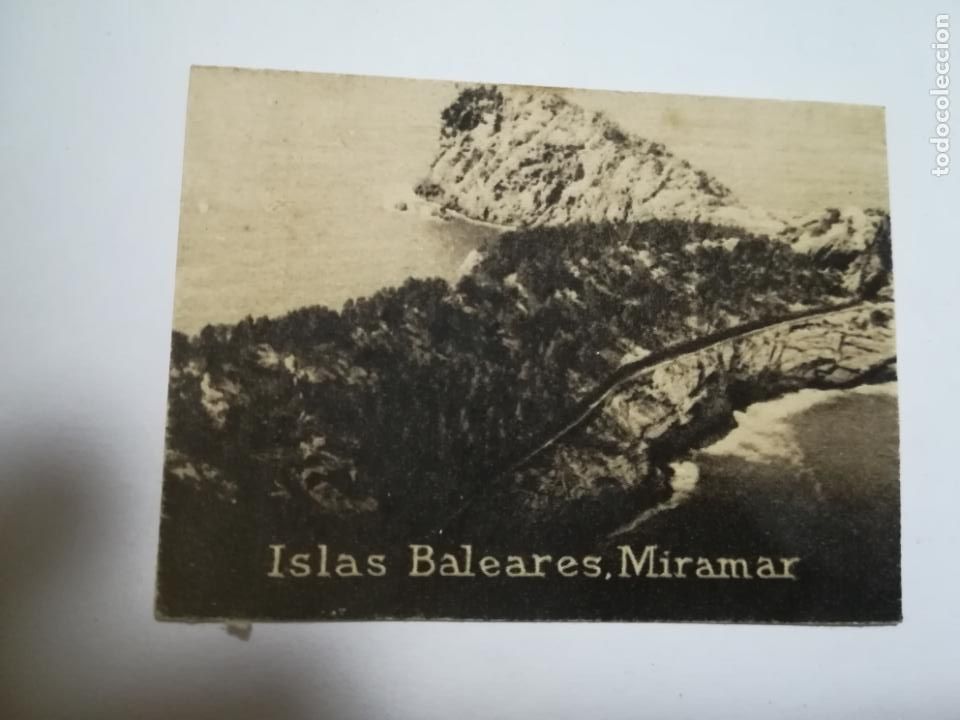 todocoleccion
Islas Baleares, Miramar